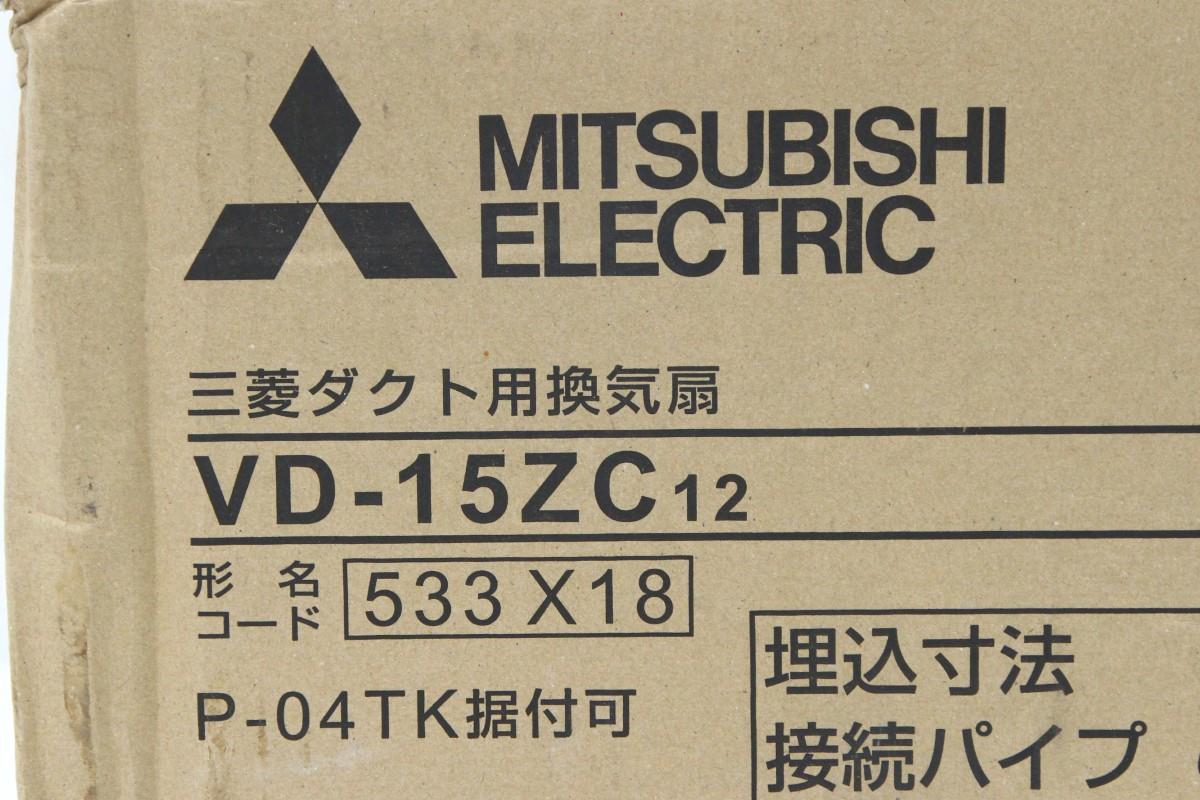 MITSUBISHI
ELECTRIC
三菱ダクト用換気扇
VD-15ZC12
形 名
コード
533 X18
P-04TK据付可
埋込寸法
接続パイプ